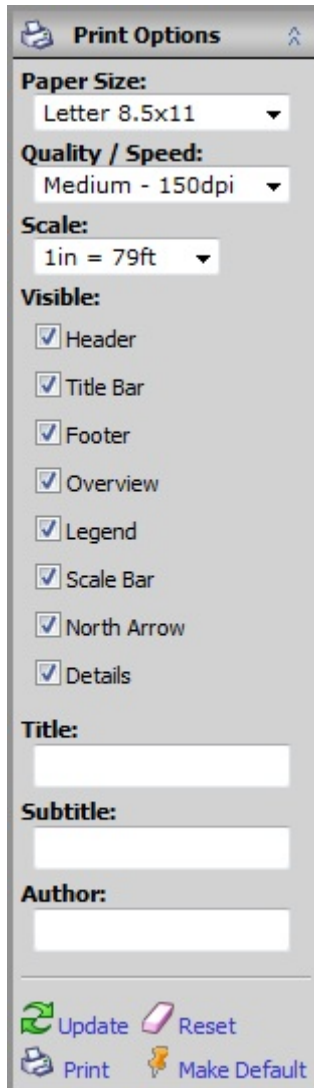 Print Options
Paper Size:
Letter 8.5x11
Quality / Speed:
Medium - 150dpi
Scale:
1in = 79ft
Visible:
Header
Title Bar
Footer
Overview
Legend
Scale Bar
North Arrow
Details
Title:
Subtitle:
Author:
Update Reset
Print Make Default